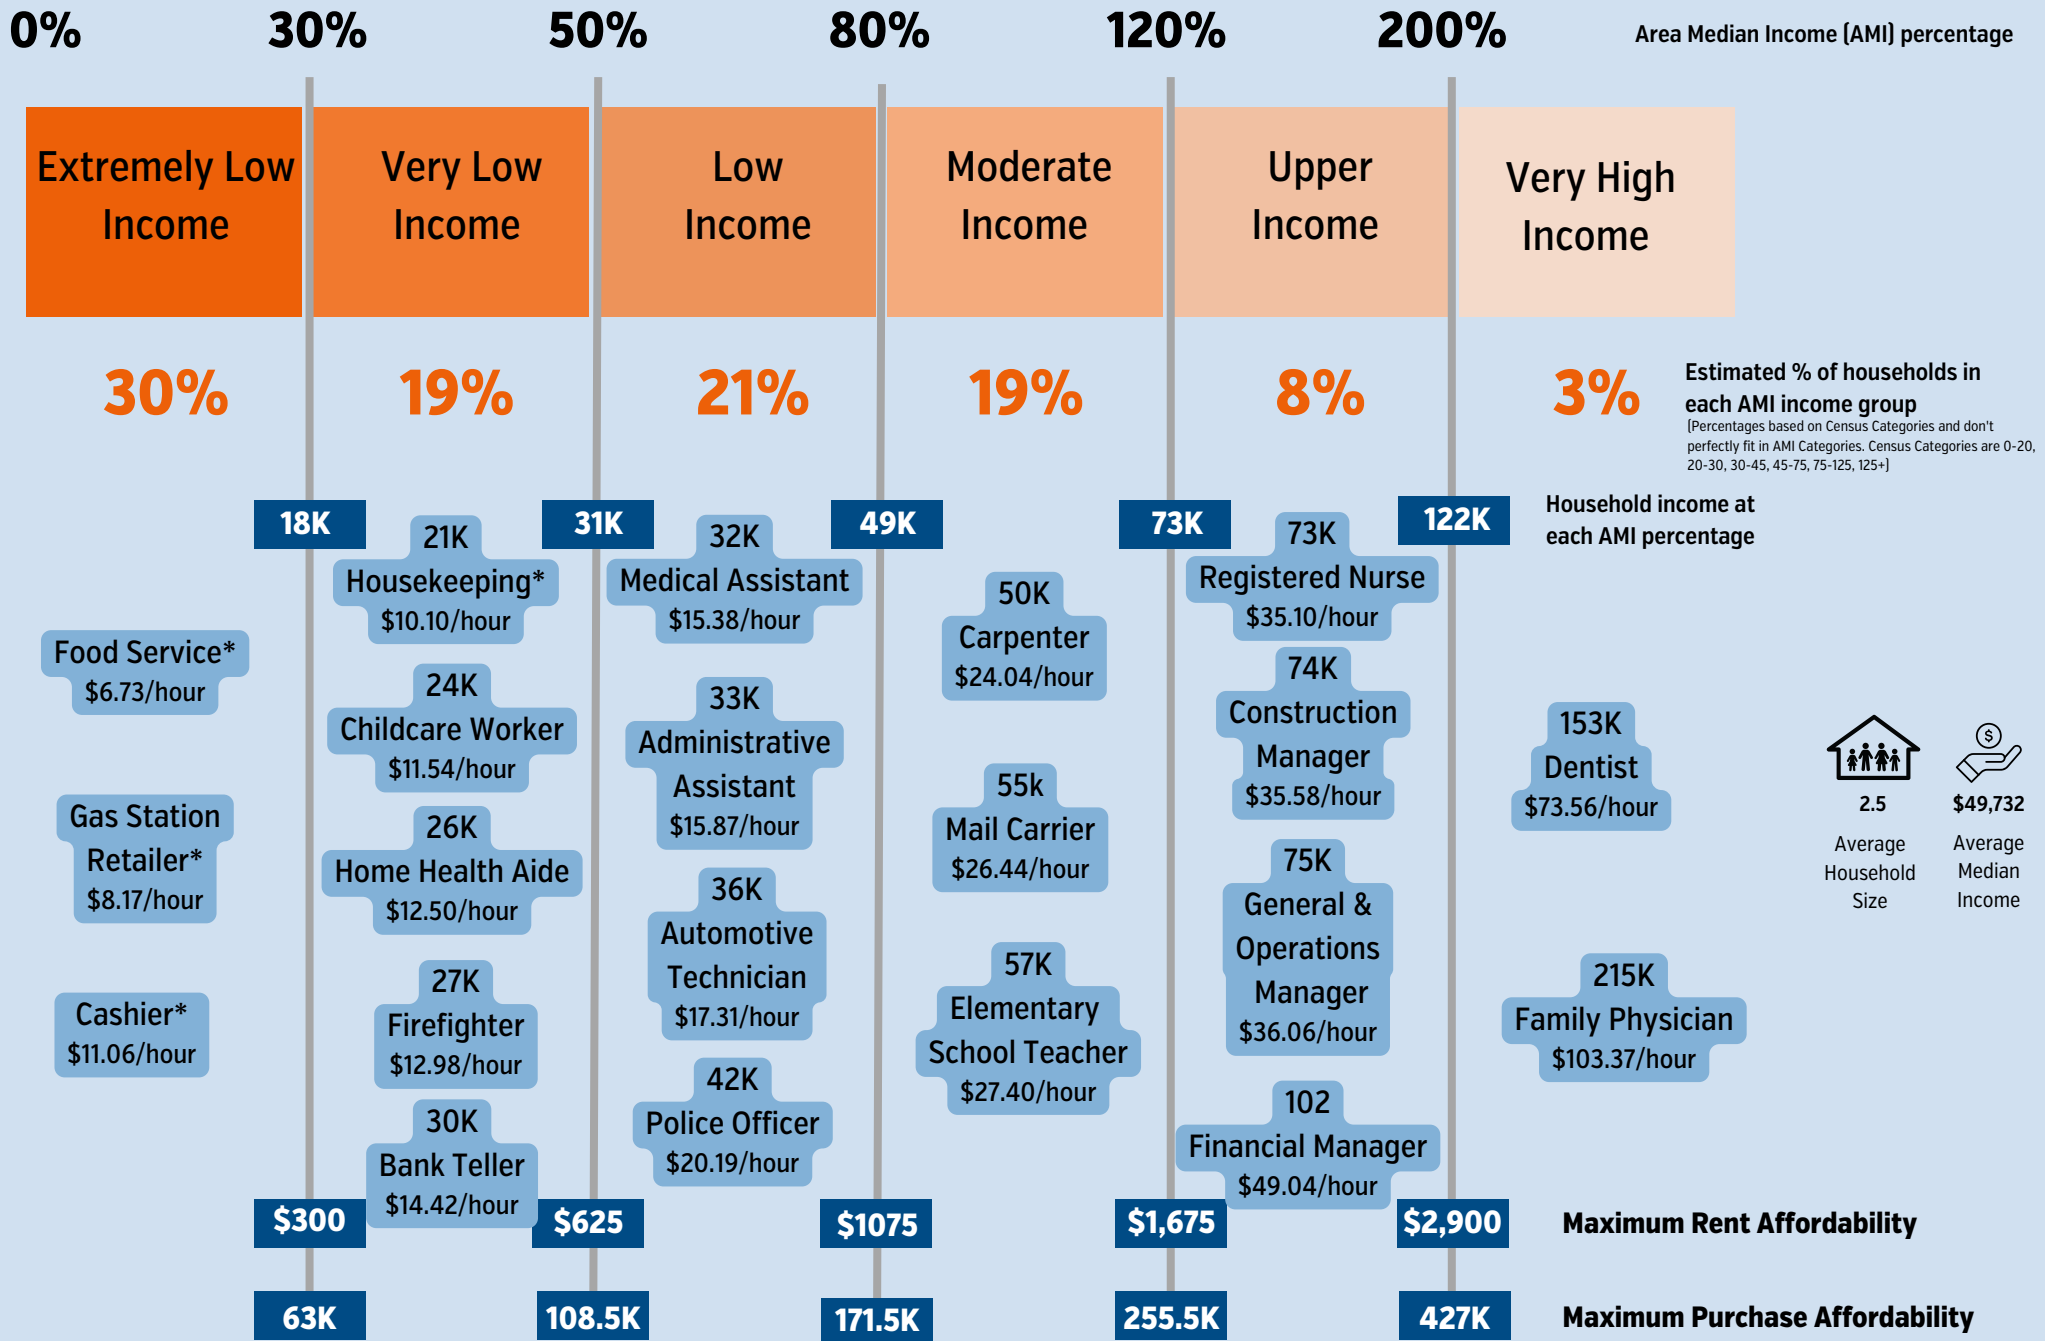 0%
30%
50%
80%
120%
200%
Area Median Income (AMI) percentage
Extremely Low
Income
Very Low
Income
Low
Income
Moderate
Income
Upper
Income
Very High
Income
30%
19%
21%
19%
8%
3%
Estimated % of households in
each AMI income group
(Percentages based on Census Categories and don't
perfectly fit in AMI Categories. Census Categories are 0-20,
20-30, 30-45, 45-75, 75-125, 125+)
18K
31K
49K
73K
122K
Household income at
each AMI percentage
Food Service*
$6.73/hour
Gas Station
Retailer*
$8.17/hour
Cashier*
$11.06/hour
21K
Housekeeping*
$10.10/hour
24K
Childcare Worker
$11.54/hour
26K
Home Health Aide
$12.50/hour
27K
Firefighter
$12.98/hour
30K
Bank Teller
$14.42/hour
32K
Medical Assistant
$15.38/hour
33K
Administrative
Assistant
$15.87/hour
36K
Automotive
Technician
$17.31/hour
42K
Police Officer
$20.19/hour
50K
Carpenter
$24.04/hour
55k
Mail Carrier
$26.44/hour
57K
Elementary
School Teacher
$27.40/hour
73K
Registered Nurse
$35.10/hour
74K
Construction
Manager
$35.58/hour
75K
General &
Operations
Manager
$36.06/hour
102
Financial Manager
$49.04/hour
153K
Dentist
$73.56/hour
215K
Family Physician
$103.37/hour
$
2.5
Average
Household
Size
$49,732
Average
Median
Income
$300
$625
$1075
$1,675
$2,900
Maximum Rent Affordability
63K
108.5K
171.5K
255.5K
427K
Maximum Purchase Affordability